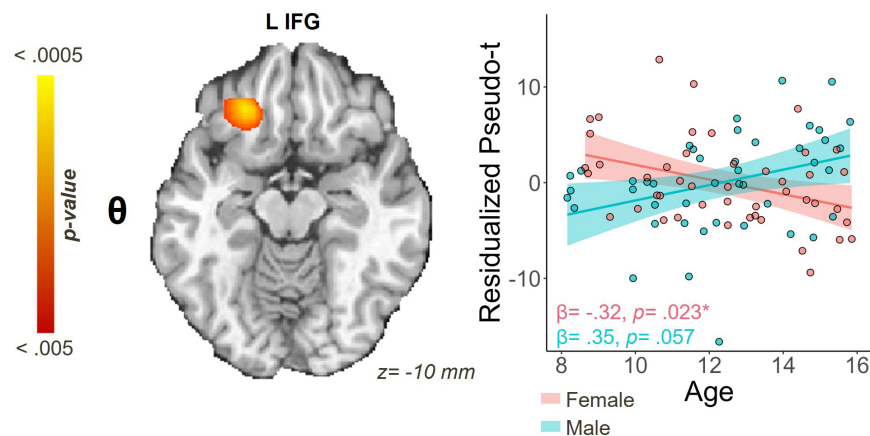 L IFG
< .0005
p-value
< .005
θ
z= -10 mm
Residualized Pseudo-t
10
0
-10
β= -.32, p= .023*
β= .35, p= .057
8 10 12 14 16
Age
Female
Male